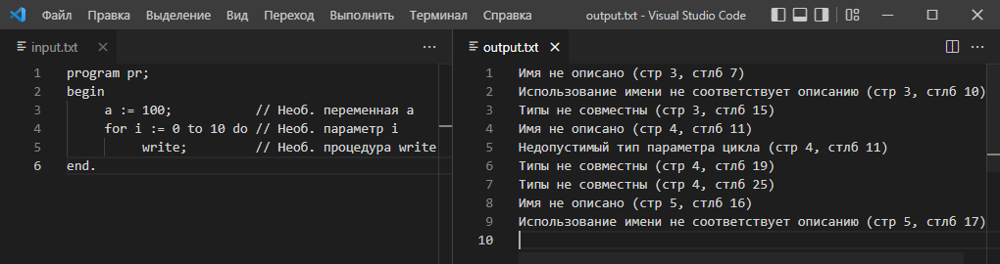 Файл Правка Выделение Вид Переход Выполнить Терминал Справка output.txt - Visual Studio Code
input.txt
output.txt
1 program pr;
2 begin
3 a := 100; // Необ. переменная a
4 for i := 0 to 10 do // Необ. параметр i
5 write; // Необ. процедура write
6 end.
1 Имя не описано (стр 3, стлб 7)
2 Использование имени не соответствует описанию (стр 3, стлб 10)
3 Типы не совместны (стр 3, стлб 15)
4 Имя не описано (стр 4, стлб 11)
5 Недопустимый тип параметра цикла (стр 4, стлб 11)
6 Типы не совместны (стр 4, стлб 19)
7 Типы не совместны (стр 4, стлб 25)
8 Имя не описано (стр 5, стлб 16)
9 Использование имени не соответствует описанию (стр 5, стлб 17)
10